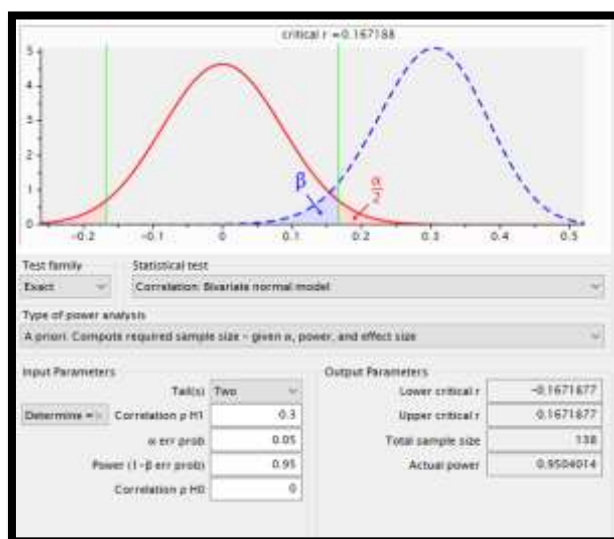 critical r =0.167188
5
4
3
2
1
0
β
α
2
-0.2 -0.1 0 0.1 0.2 0.3 0.4 0.5
Test family Statistical test
Exact Correlation: Bivariate normal model
Type of power analysis
A priori: Compute required sample size - given α, power, and effect size
Input Parameters Output Parameters
Tail(s) Two Lower critical r -0.1671877
Determine => Correlation ρ H1 0.3 Upper critical r 0.1671877
α err prob 0.05 Total sample size 138
Power (1-β err prob) 0.95 Actual power 0.9504014
Correlation ρ H0 0